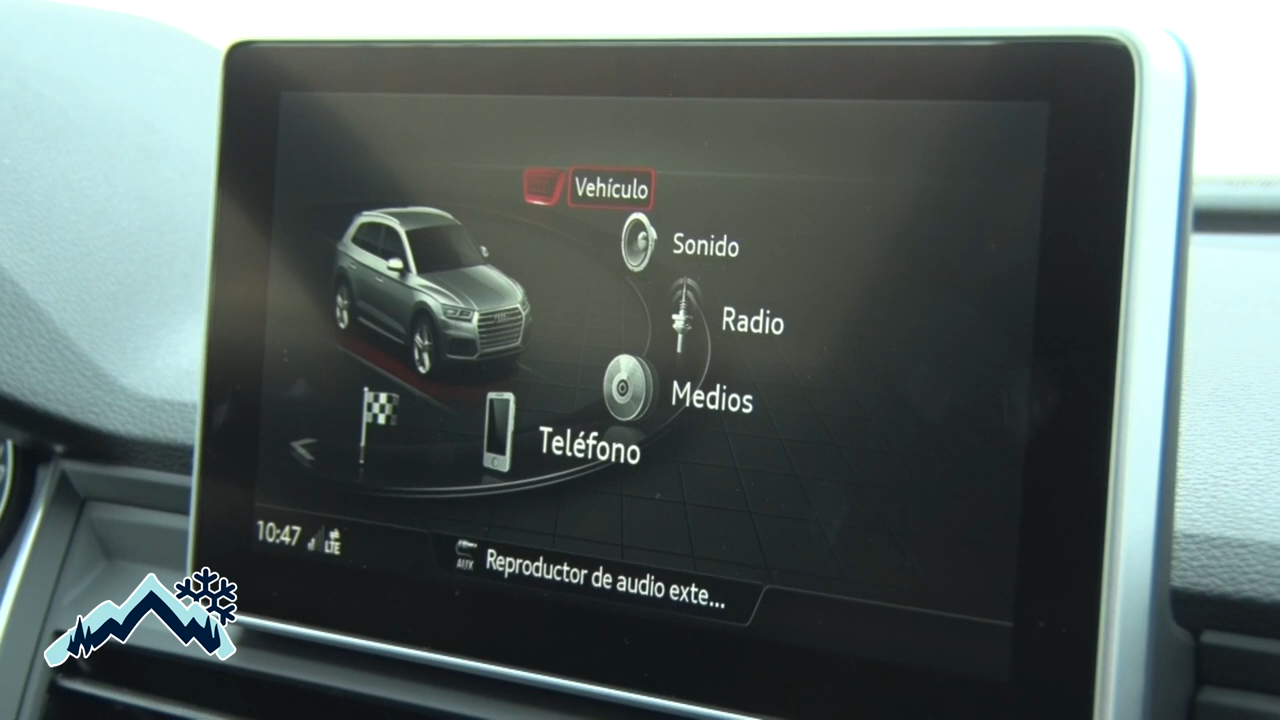 Vehículo
Sonido
Radio
Medios
Teléfono
10:47 LTE
AUX Reproductor de audio exte...